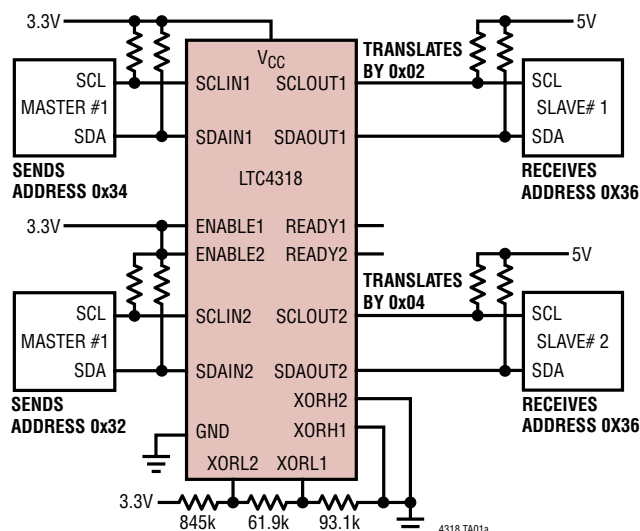 3.3V
5V
VCC
TRANSLATES
BY 0x02
SCL
MASTER #1
SDA
SCLIN1
SCLOUT1
SDAIN1
SDAOUT1
SCL
SLAVE# 1
SDA
SENDS
ADDRESS 0x34
LTC4318
RECEIVES
ADDRESS 0X36
3.3V
ENABLE1
READY1
ENABLE2
READY2
5V
TRANSLATES
BY 0x04
SCL
MASTER #1
SDA
SCLIN2
SCLOUT2
SDAIN2
SDAOUT2
SCL
SLAVE# 2
SDA
XORH2
SENDS
ADDRESS 0x32
RECEIVES
ADDRESS 0X36
GND
XORH1
XORL2
XORL1
3.3V
845k
61.9k
93.1k
4318 TA01a